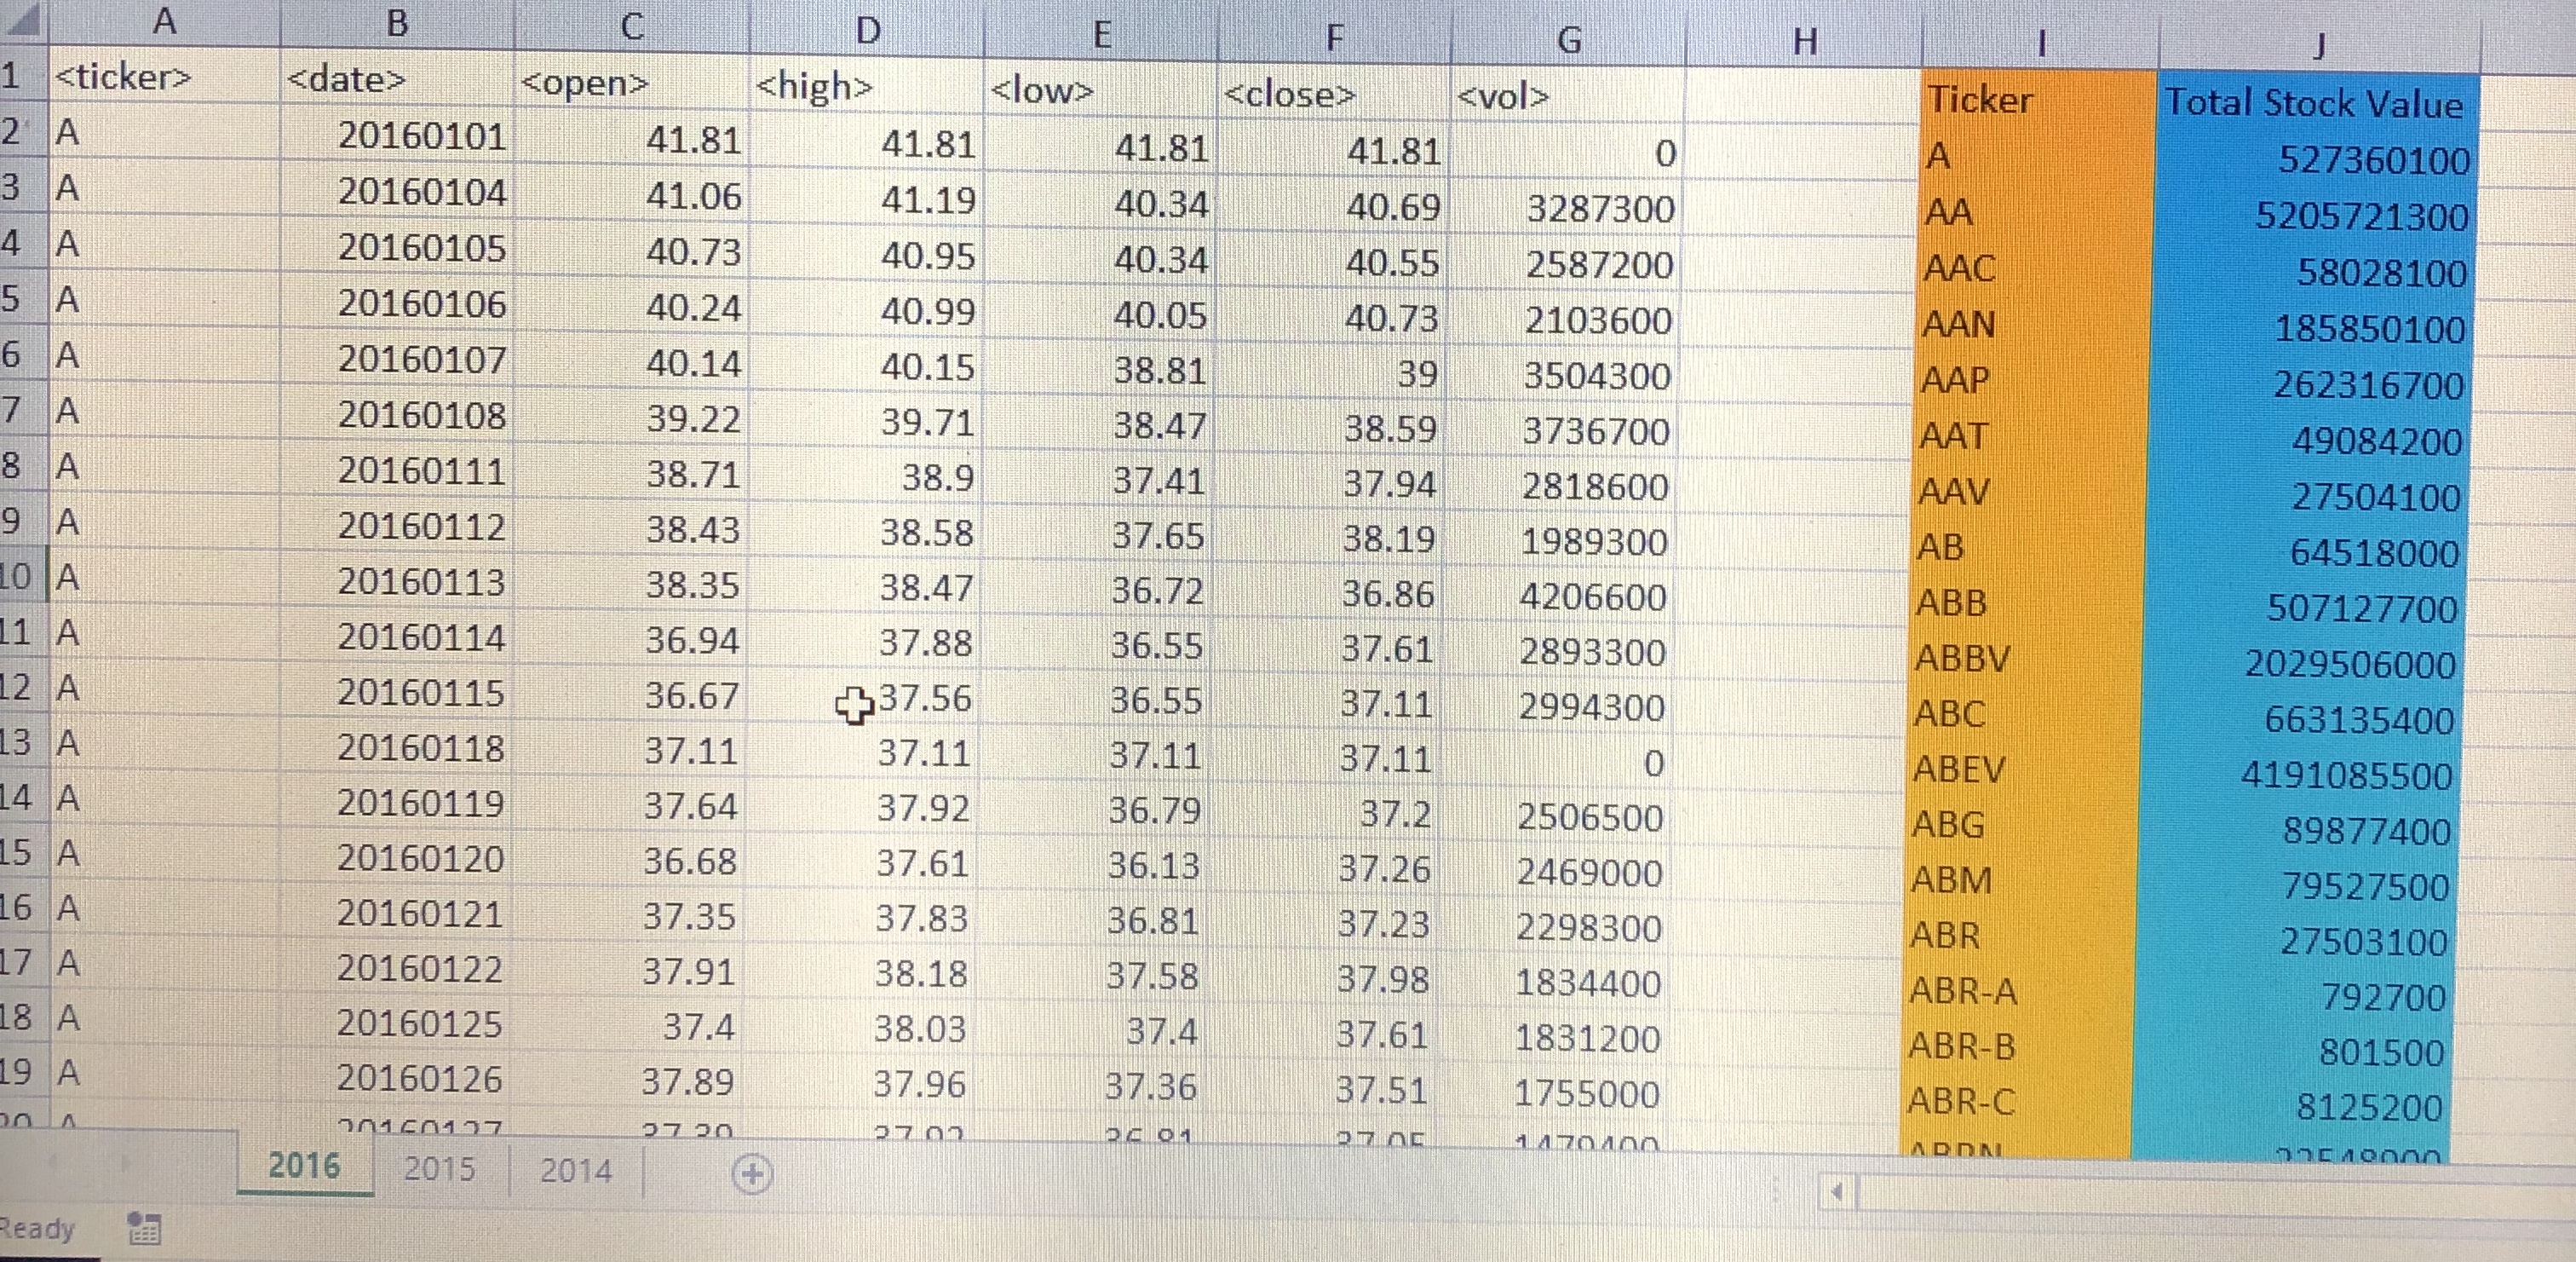 A B C D E F G H I J
1 <ticker> <date> <open> <high> <low> <close> <vol> Ticker Total Stock Value
2 A 20160101 41.81 41.81 41.81 41.81 0 A 527360100
3 A 20160104 41.06 41.19 40.34 40.69 3287300 AA 5205721300
4 A 20160105 40.73 40.95 40.34 40.55 2587200 AAC 58028100
5 A 20160106 40.24 40.99 40.05 40.73 2103600 AAN 185850100
6 A 20160107 40.14 40.15 38.81 39 3504300 AAP 262316700
7 A 20160108 39.22 39.71 38.47 38.59 3736700 AAT 49084200
8 A 20160111 38.71 38.9 37.41 37.94 2818600 AAV 27504100
9 A 20160112 38.43 38.58 37.65 38.19 1989300 AB 64518000
10 A 20160113 38.35 38.47 36.72 36.86 4206600 ABB 507127700
11 A 20160114 36.94 37.88 36.55 37.61 2893300 ABBV 2029506000
12 A 20160115 36.67 37.56 36.55 37.11 2994300 ABC 663135400
13 A 20160118 37.11 37.11 37.11 37.11 0 ABEV 4191085500
14 A 20160119 37.64 37.92 36.79 37.2 2506500 ABG 89877400
15 A 20160120 36.68 37.61 36.13 37.26 2469000 ABM 79527500
16 A 20160121 37.35 37.83 36.81 37.23 2298300 ABR 27503100
17 A 20160122 37.91 38.18 37.58 37.98 1834400 ABR-A 792700
18 A 20160125 37.4 38.03 37.4 37.61 1831200 ABR-B 801500
19 A 20160126 37.89 37.96 37.36 37.51 1755000 ABR-C 8125200
20 A 20160127
2016 2015 2014
Ready